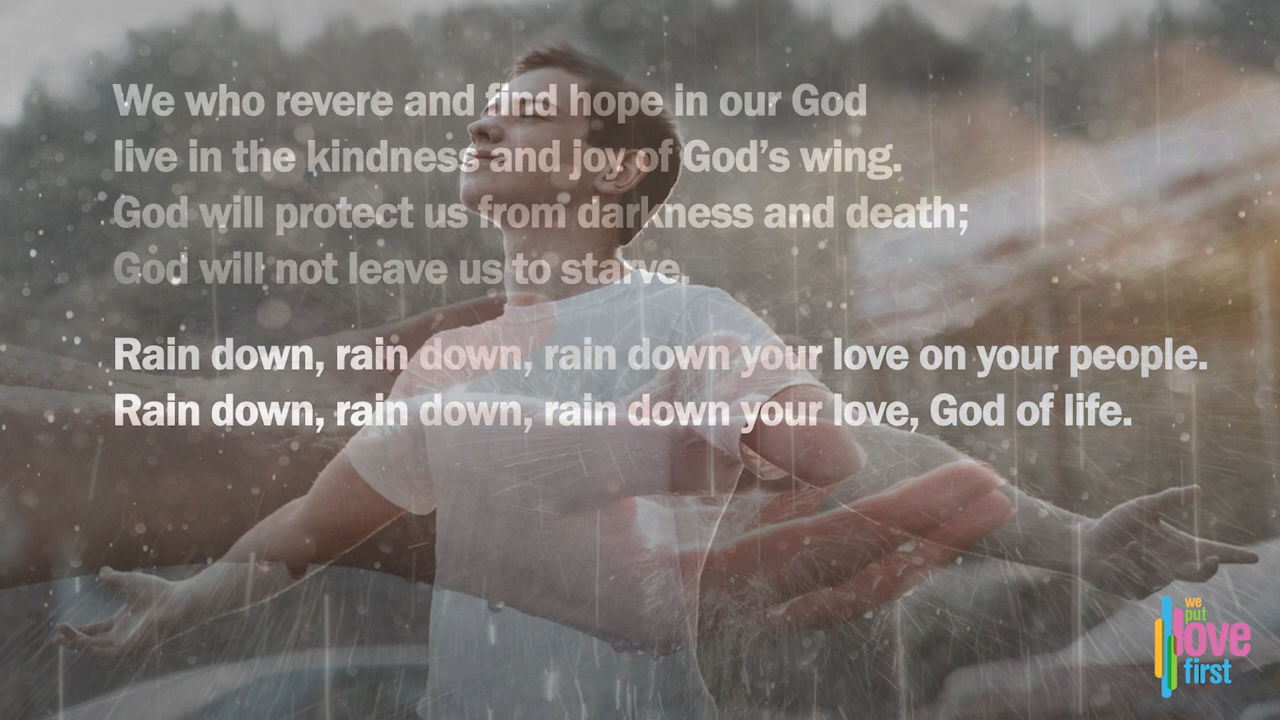 We who revere and find hope in our God
live in the kindness and joy of God’s wing.
God will protect us from darkness and death;
God will not leave us to starve.
Rain down, rain down, rain down your love on your people.
Rain down, rain down, rain down your love, God of life.
we
put
love
first